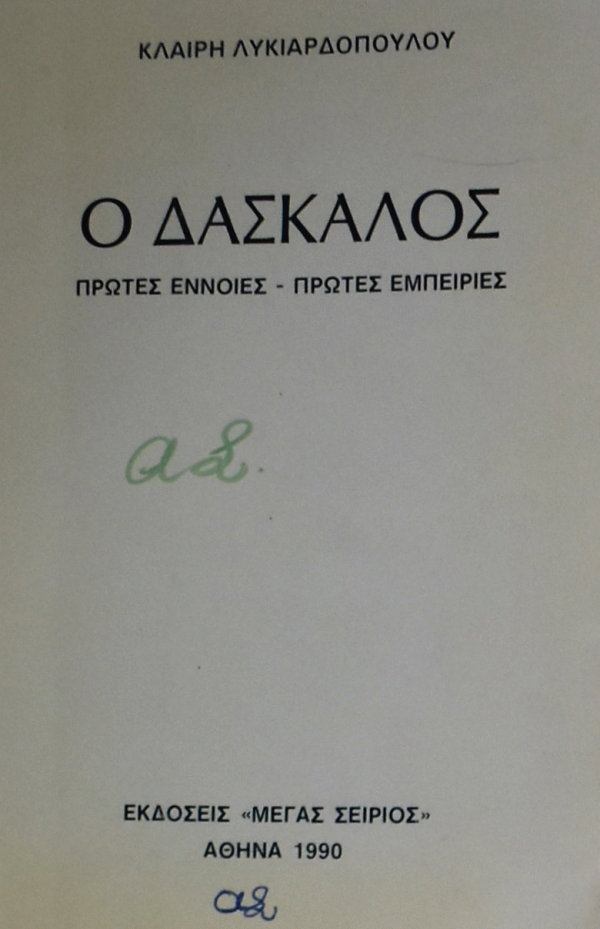 ΚΛΑΙΡΗ ΛΥΚΙΑΡΔΟΠΟΥΛΟΥ
Ο ΔΑΣΚΑΛΟΣ
ΠΡΩΤΕΣ ΕΝΝΟΙΕΣ - ΠΡΩΤΕΣ ΕΜΠΕΙΡΙΕΣ
ΕΚΔΟΣΕΙΣ «ΜΕΓΑΣ ΣΕΙΡΙΟΣ»
ΑΘΗΝΑ 1990